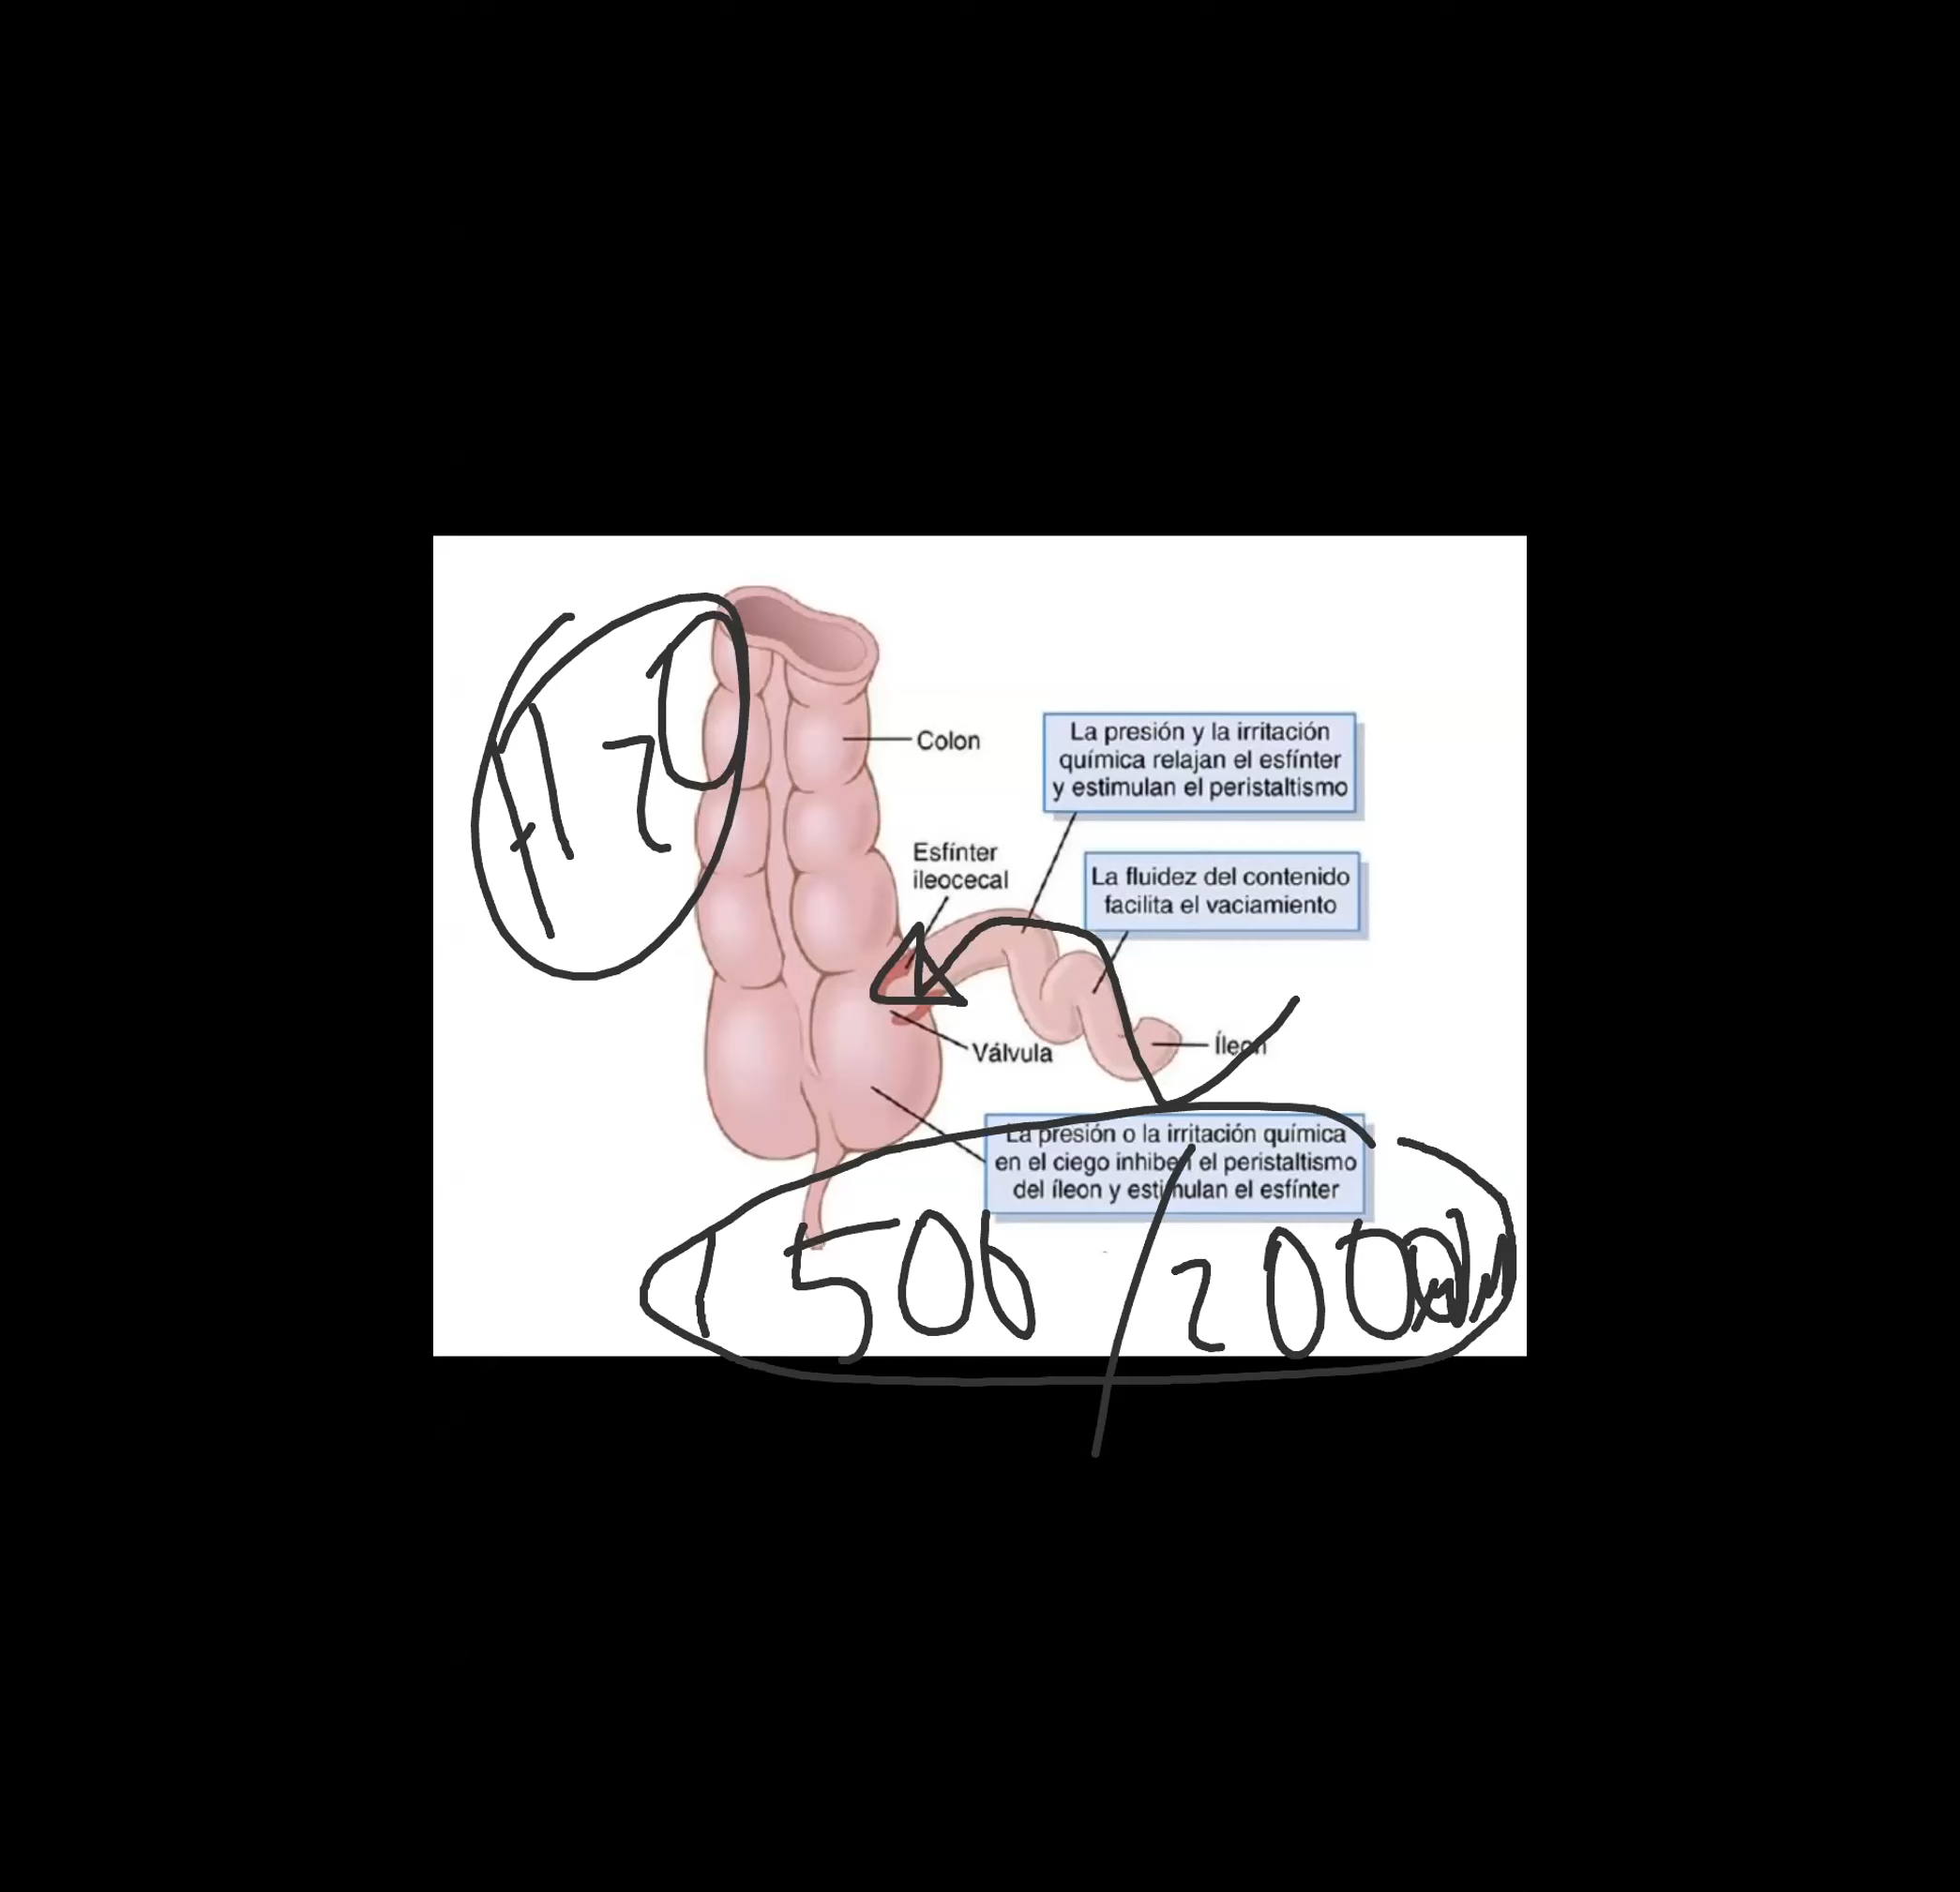 H20
Colon
La presión y la irritación
química relajan el esfínter
y estimulan el peristaltismo
Esfínter
ileocecal
La fluidez del contenido
facilita el vaciamiento
Válvula
Íleon
La presión o la irritación química
en el ciego inhiben el peristaltismo
del íleon y estimulan el esfínter
1500 / 2000